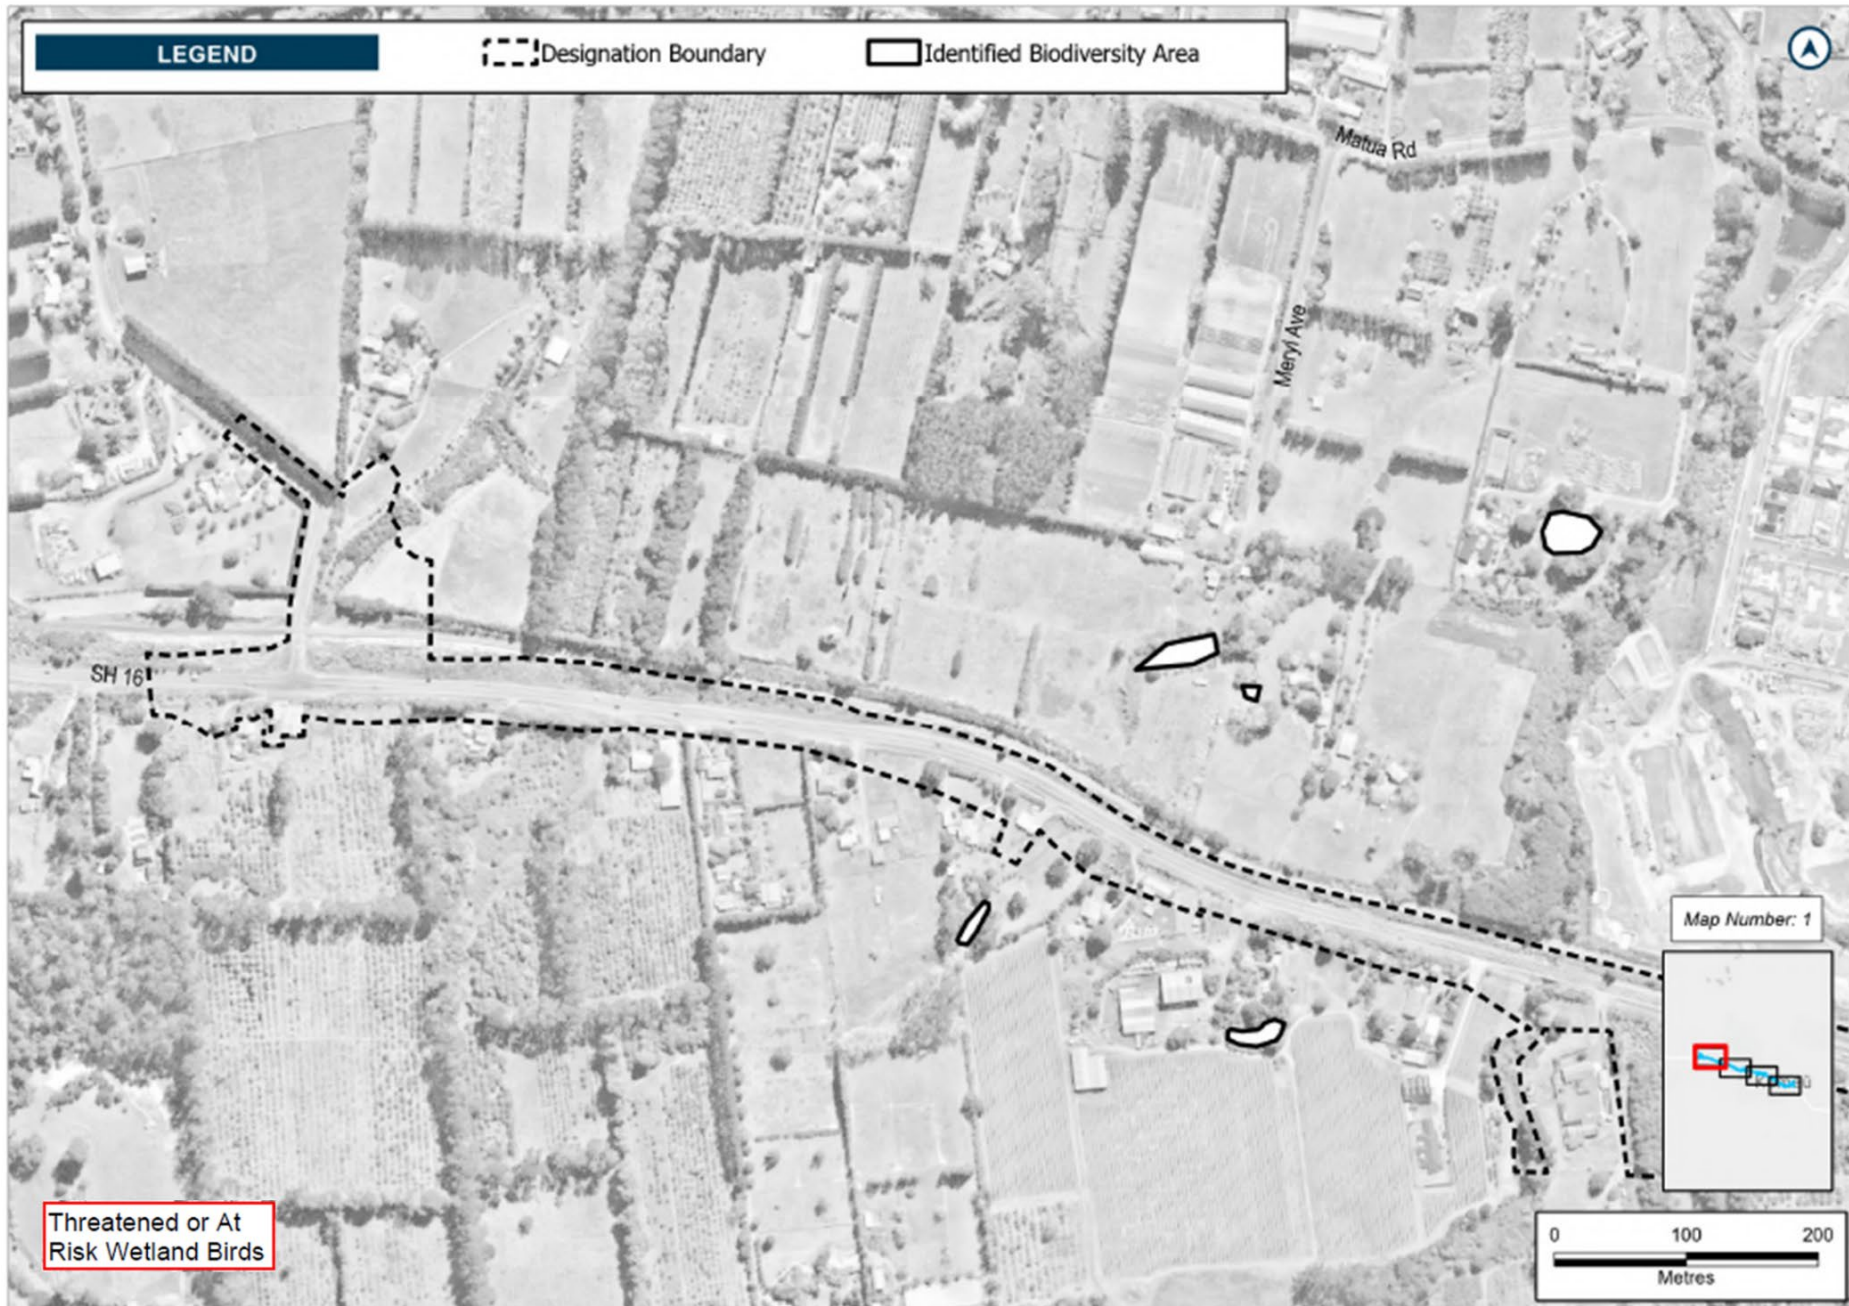 LEGEND
Designation Boundary
Identified Biodiversity Area
Matua Rd
Meryl Ave
SH 16
Map Number: 1
Threatened or At
Risk Wetland Birds
0 100 200
Metres